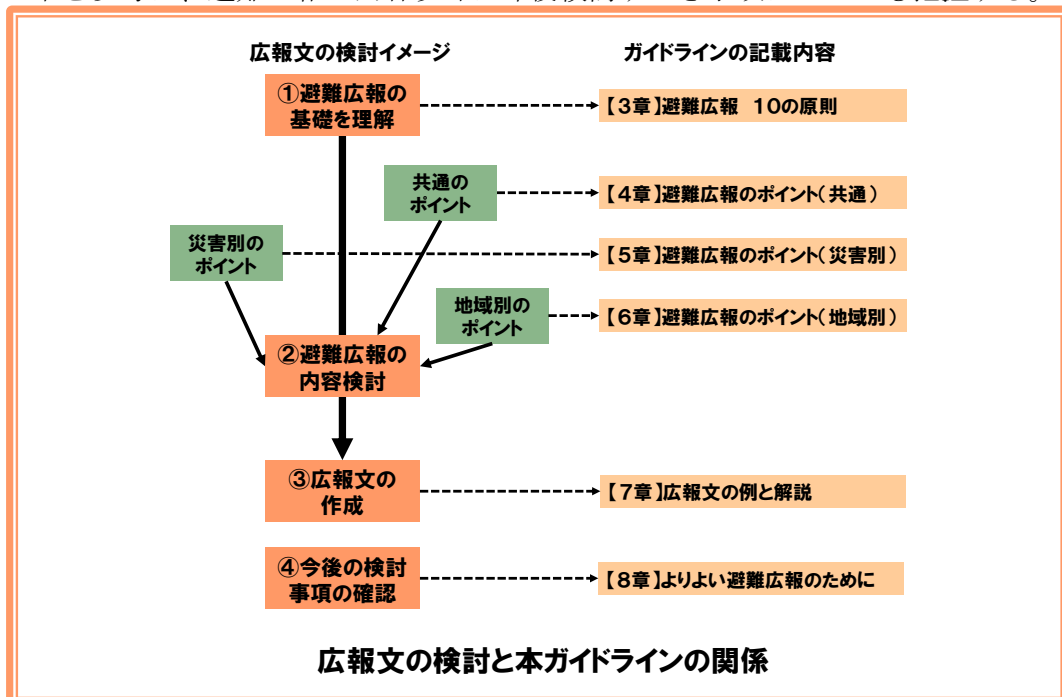 広報文の検討イメージ
ガイドラインの記載内容
①避難広報の
基礎を理解
【3章】避難広報 10の原則
共通の
ポイント
【4章】避難広報のポイント(共通)
災害別の
ポイント
【5章】避難広報のポイント(災害別)
地域別の
ポイント
【6章】避難広報のポイント(地域別)
②避難広報の
内容検討
③広報文の
作成
【7章】広報文の例と解説
④今後の検討
事項の確認
【8章】よりよい避難広報のために
広報文の検討と本ガイドラインの関係